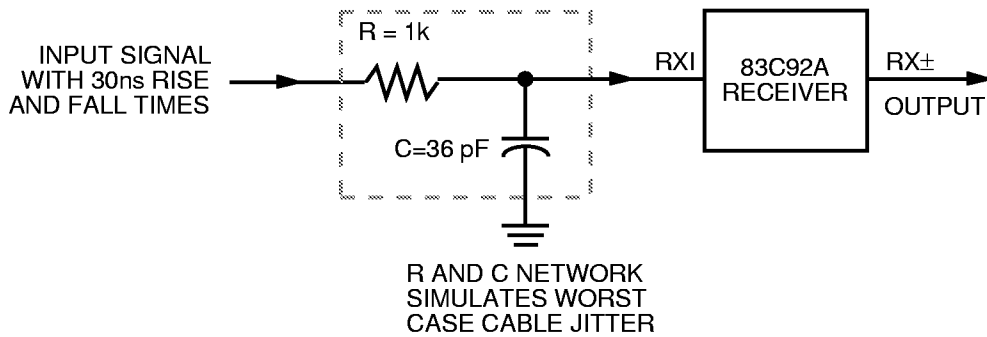 R = 1k
INPUT SIGNAL
WITH 30ns RISE
AND FALL TIMES
C=36 pF
RXI
83C92A
RECEIVER
RX±
OUTPUT
R AND C NETWORK
SIMULATES WORST
CASE CABLE JITTER